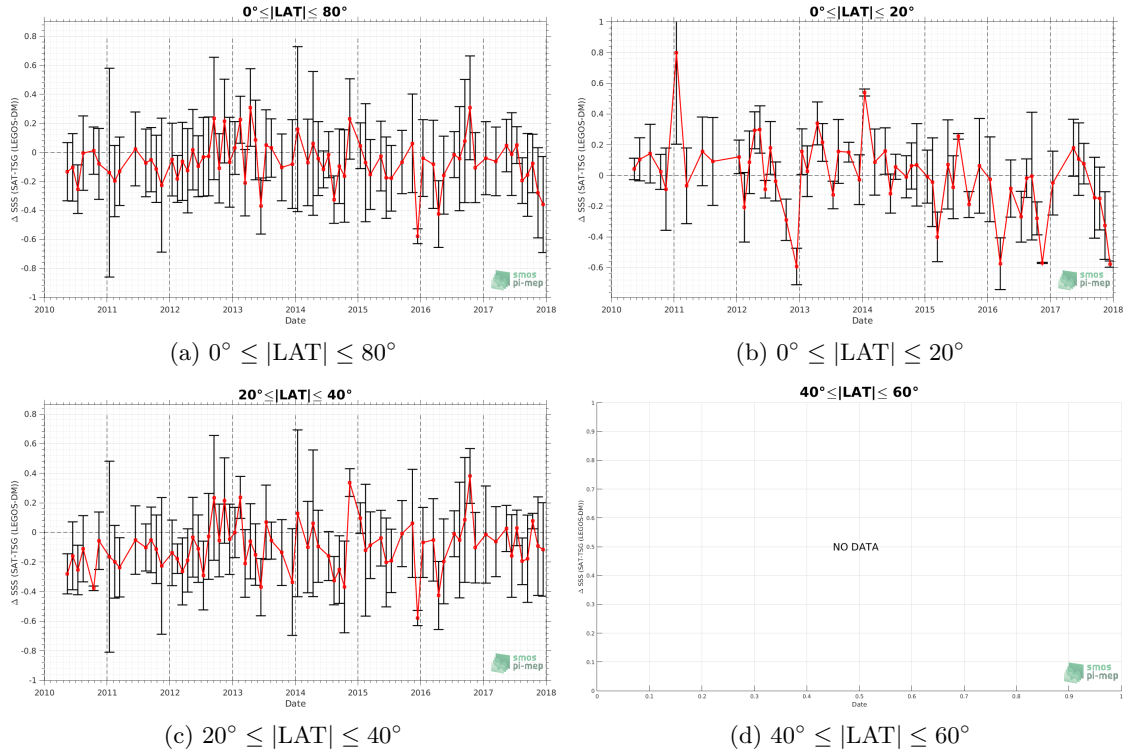 0°≤|LAT|≤ 80°
Δ SSS (SAT-TSG (LEGOS-DM))
0.8
0.6
0.4
0.2
0
-0.2
-0.4
-0.6
-0.8
-1
2010 2011 2012 2013 2014 2015 2016 2017 2018
Date
smos
pi-mep
(a) 0° ≤ |LAT| ≤ 80°
0°≤|LAT|≤ 20°
Δ SSS (SAT-TSG (LEGOS-DM))
1
0.8
0.6
0.4
0.2
0
-0.2
-0.4
-0.6
2010 2011 2012 2013 2014 2015 2016 2017 2018
Date
smos
pi-mep
(b) 0° ≤ |LAT| ≤ 20°
20°≤|LAT|≤ 40°
Δ SSS (SAT-TSG (LEGOS-DM))
0.8
0.6
0.4
0.2
0
-0.2
-0.4
-0.6
-0.8
-1
2010 2011 2012 2013 2014 2015 2016 2017 2018
Date
smos
pi-mep
(c) 20° ≤ |LAT| ≤ 40°
40°≤|LAT|≤ 60°
Δ SSS (SAT-TSG (LEGOS-DM))
1
0.9
0.8
0.7
0.6
0.5
0.4
0.3
0.2
0.1
0
NO DATA
0 0.1 0.2 0.3 0.4 0.5 0.6 0.7 0.8 0.9 1
Date
smos
pi-mep
(d) 40° ≤ |LAT| ≤ 60°